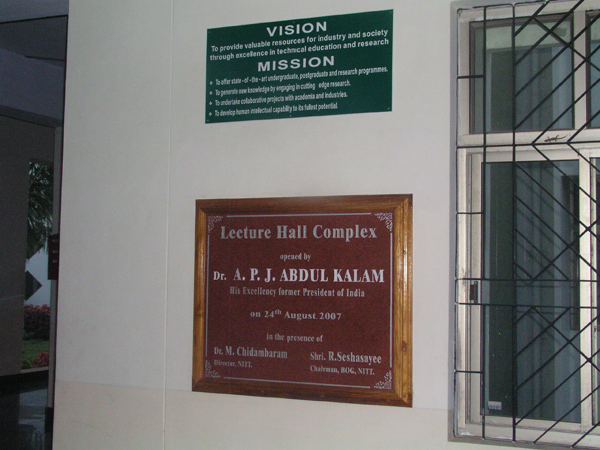 VISION
To provide valuable resources for industry and society
through excellence in technical education and research
MISSION
To offer state-of-the-art undergraduate, postgraduate and research programmes.
To generate new knowledge by engaging in cutting edge research.
To undertake collaborative projects with academia and industries.
To develop human intellectual capability to its fullest potential.
Lecture Hall Complex
opened by
Dr. A. P. J. ABDUL KALAM
His Excellency former President of India
on 24th August 2007
in the presence of
Dr. M. Chidambaram Shri. R.Seshasayee
Director, NITT. Chairman, BOG, NITT.